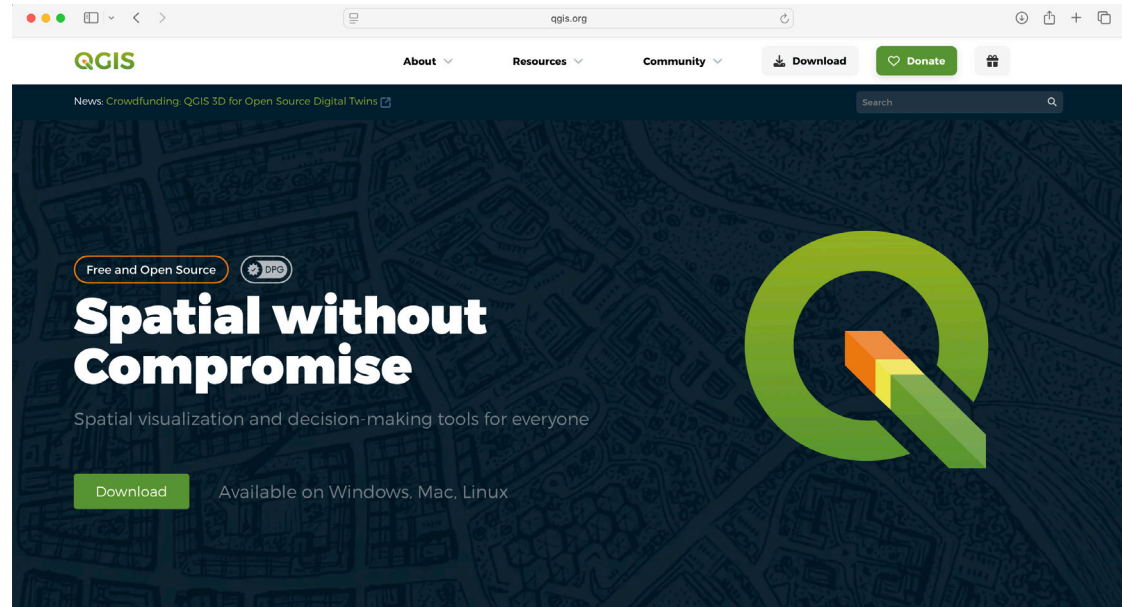 qgis.org
QGIS
About
Resources
Community
Download
Donate
News: Crowdfunding: QGIS 3D for Open Source Digital Twins
Search
Free and Open Source
DPG
Spatial without
Compromise
Spatial visualization and decision-making tools for everyone
Download
Available on Windows, Mac, Linux